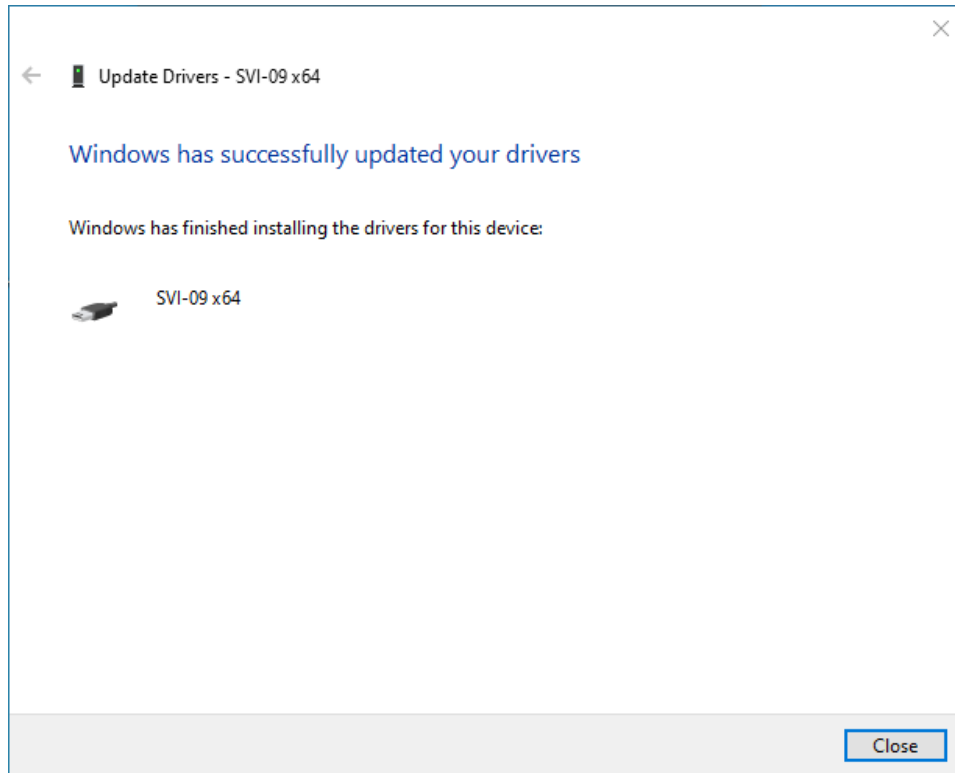 Update Drivers - SVI-09 x64
Windows has successfully updated your drivers
Windows has finished installing the drivers for this device:
SVI-09 x64
Close